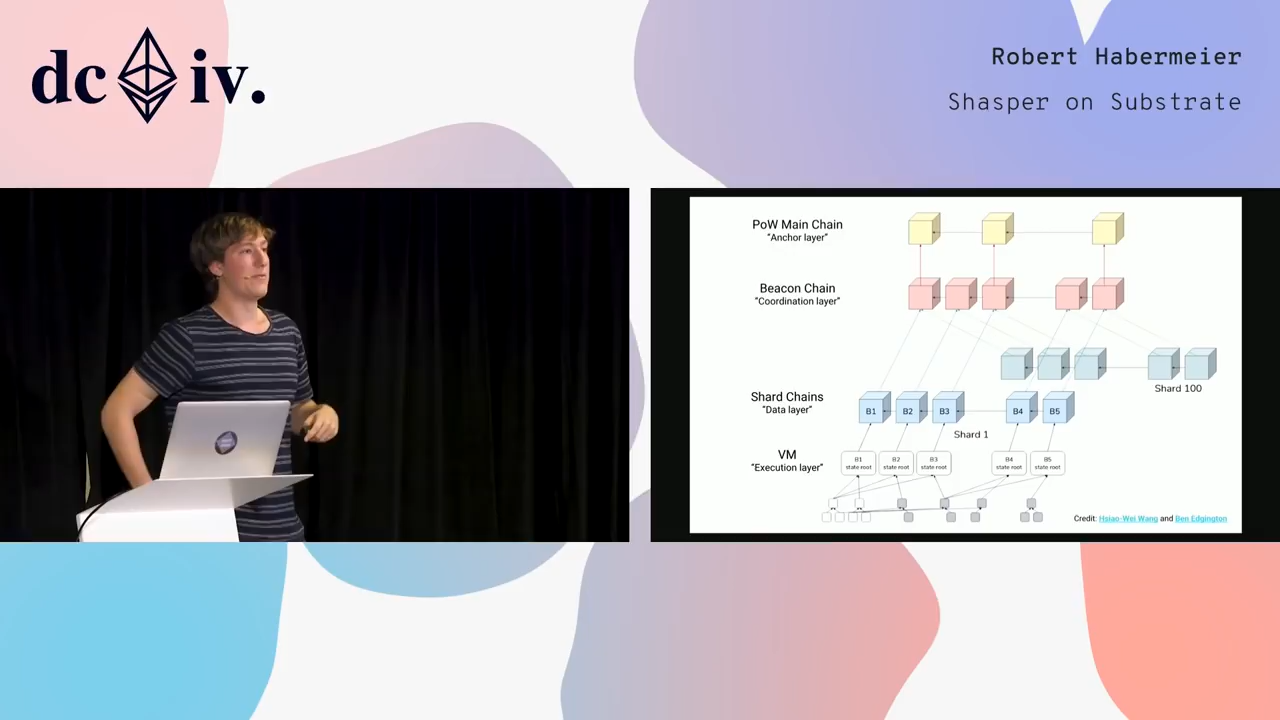 dc iv.
Robert Habermeier
Shasper on Substrate
PoW Main Chain
"Anchor layer"
Beacon Chain
"Coordination layer"
Shard 100
Shard Chains
"Data layer"
B1 B2 B3 B4 B5
Shard 1
VM
"Execution layer"
B1 state root
B2 state root
B3 state root
B4 state root
B5 state root
Credit: Hsiao-Wei Wang and Ben Edgington